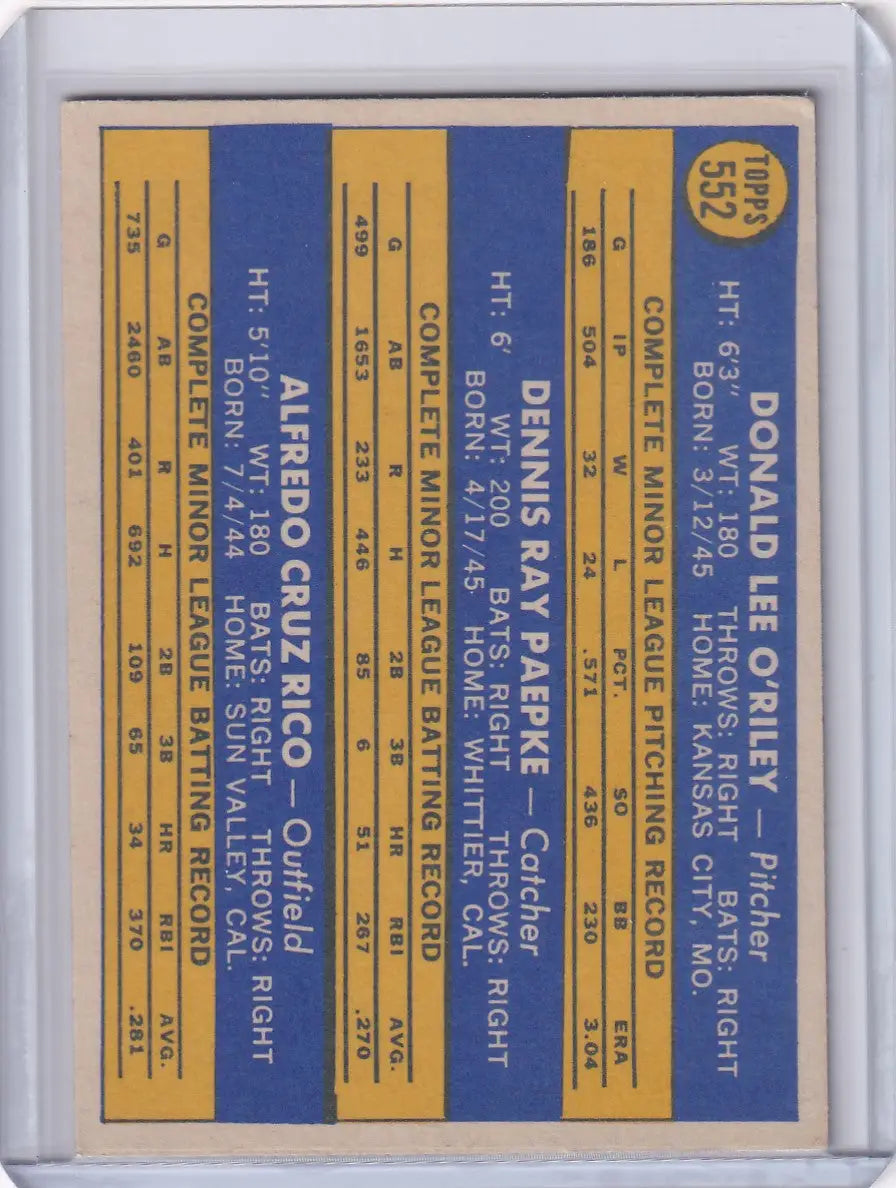 TOPPS
552
DONALD LEE O'RILEY — Pitcher
HT: 6'3" WT: 180 THROWS: RIGHT BATS: RIGHT
BORN: 3/12/45 HOME: KANSAS CITY, MO.
COMPLETE MINOR LEAGUE PITCHING RECORD
G IP W L PCT. SO BB ERA
186 504 32 24 .571 436 230 3.04
DENNIS RAY PAEPKE — Catcher
HT: 6' WT: 200 BATS: RIGHT THROWS: RIGHT
BORN: 4/17/45 HOME: WHITTIER, CAL.
COMPLETE MINOR LEAGUE BATTING RECORD
G AB R H 2B 3B HR RBI AVG.
499 1653 233 446 85 6 51 267 .270
ALFREDO CRUZ RICO — Outfield
HT: 5'10" WT: 180 BATS: RIGHT THROWS: RIGHT
BORN: 7/4/44 HOME: SUN VALLEY, CAL.
COMPLETE MINOR LEAGUE BATTING RECORD
G AB R H 2B 3B HR RBI AVG.
735 2460 401 692 109 65 34 370 .281